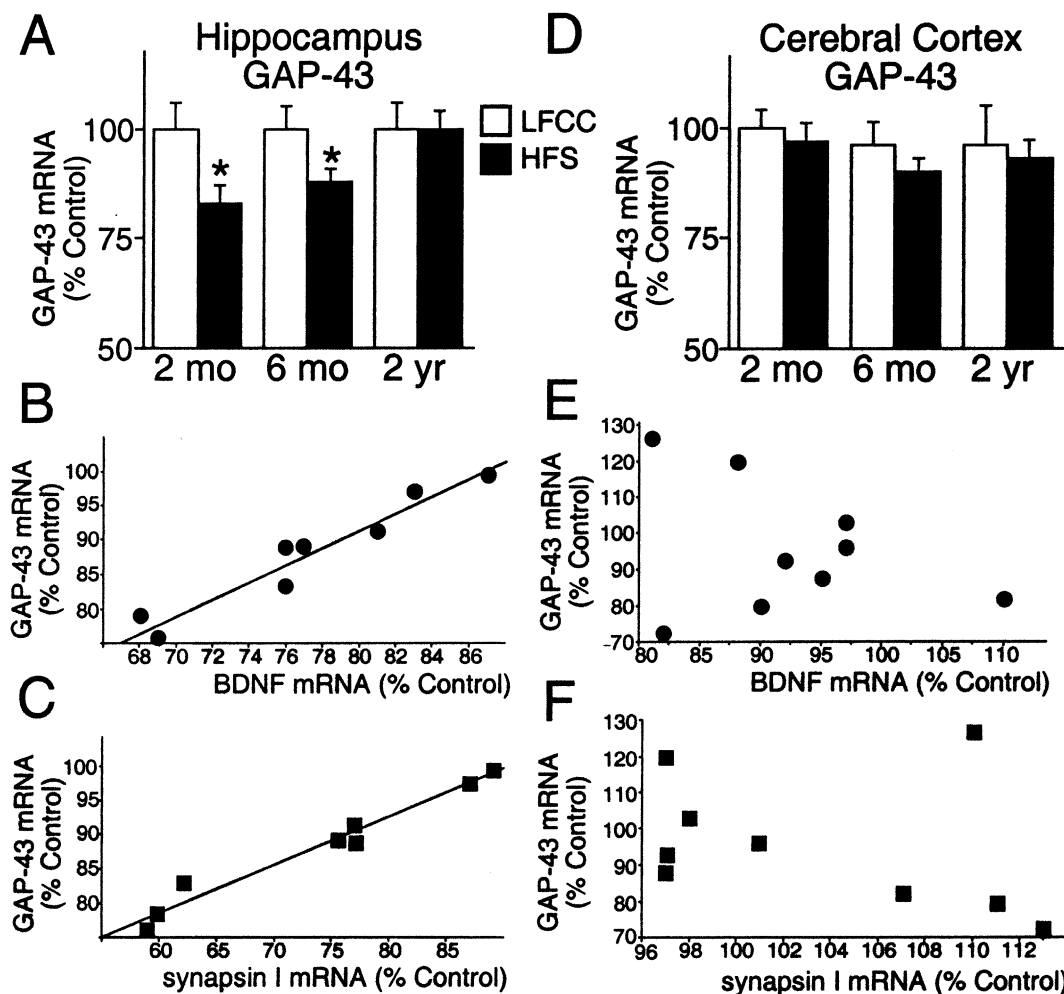 A
Hippocampus
GAP-43
GAP-43 mRNA
(% Control)
100
75
50
*
*
2 mo 6 mo 2 yr
LFCC
HFS
D
Cerebral Cortex
GAP-43
GAP-43 mRNA
(% Control)
100
75
50
2 mo 6 mo 2 yr
B
GAP-43 mRNA
(% Control)
100
95
90
85
80
68 70 72 74 76 78 80 82 84 86
BDNF mRNA (% Control)
E
GAP-43 mRNA
(% Control)
130
120
110
100
90
80
-70
80 85 90 95 100 105 110
BDNF mRNA (% Control)
C
GAP-43 mRNA
(% Control)
100
95
90
85
80
60 65 70 75 80 85
synapsin I mRNA (% Control)
F
GAP-43 mRNA
(% Control)
130
120
110
100
90
80
70
96 98 100 102 104 106 108 110 112
synapsin I mRNA (% Control)